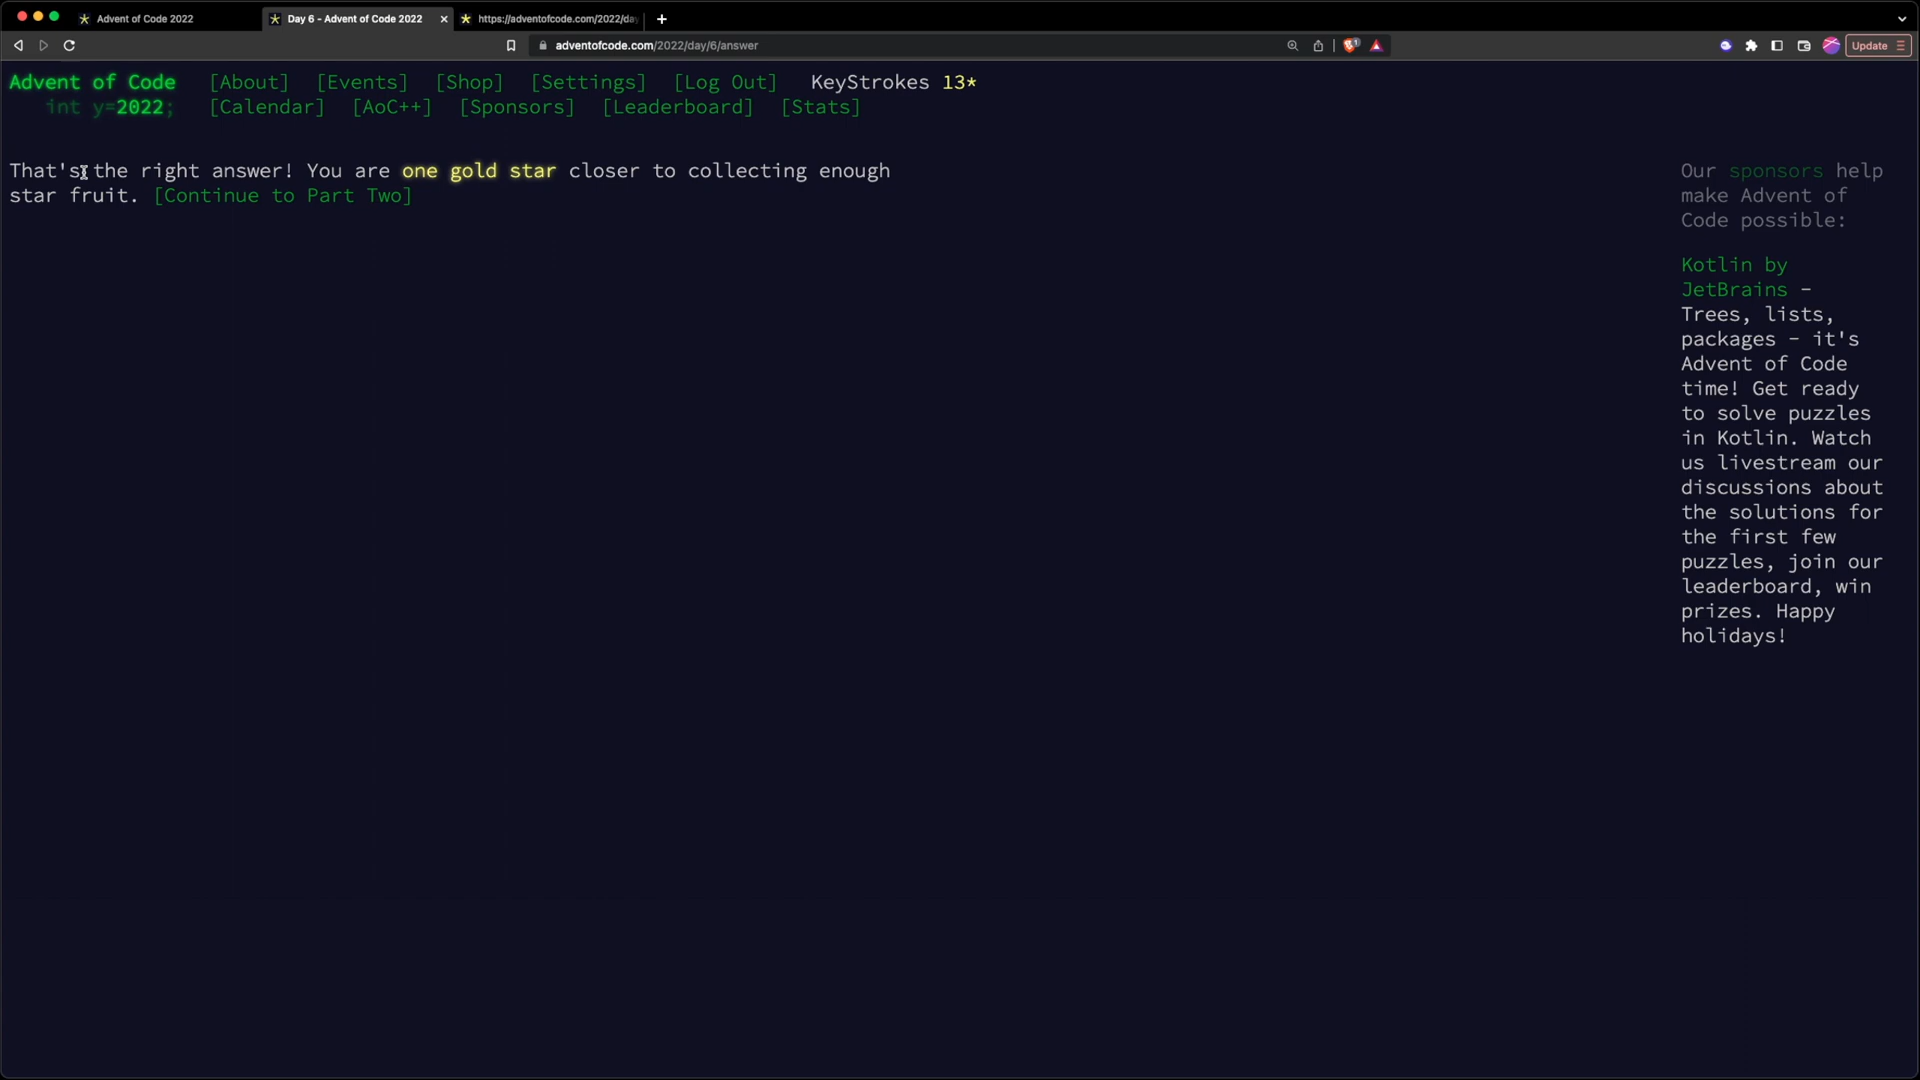 Advent of Code 2022
Day 6 - Advent of Code 2022
https://adventofcode.com/2022/da
adventofcode.com/2022/day/6/answer
Update
Advent of Code [About] [Events] [Shop] [Settings] [Log Out] KeyStrokes 13*
int y=2022; [Calendar] [AoC++] [Sponsors] [Leaderboard] [Stats]
That's the right answer! You are one gold star closer to collecting enough
star fruit. [Continue to Part Two]
Our sponsors help
make Advent of
Code possible:
Kotlin by
JetBrains -
Trees, lists,
packages - it's
Advent of Code
time! Get ready
to solve puzzles
in Kotlin. Watch
us livestream our
discussions about
the solutions for
the first few
puzzles, join our
leaderboard, win
prizes. Happy
holidays!